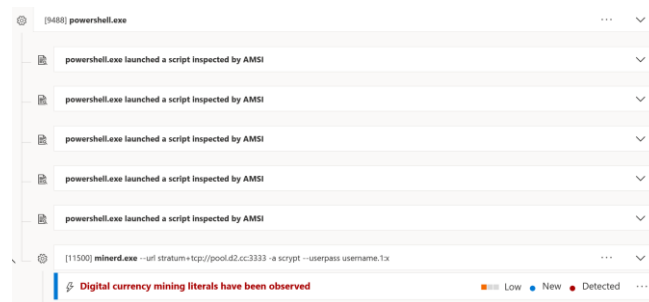 [9488] powershell.exe
powershell.exe launched a script inspected by AMSI
powershell.exe launched a script inspected by AMSI
powershell.exe launched a script inspected by AMSI
powershell.exe launched a script inspected by AMSI
powershell.exe launched a script inspected by AMSI
[11500] minerd.exe --url stratum+tcp://pool.d2.cc:3333 -a scrypt --userpass username.1:x
Digital currency mining literals have been observed Low New Detected